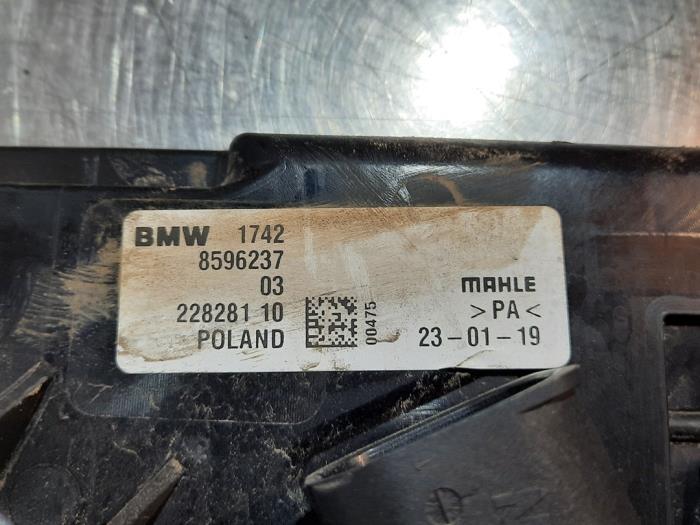 BMW 1742
8596237
03
MAHLE
228281 10
00475
>PA<
POLAND
23-01-19